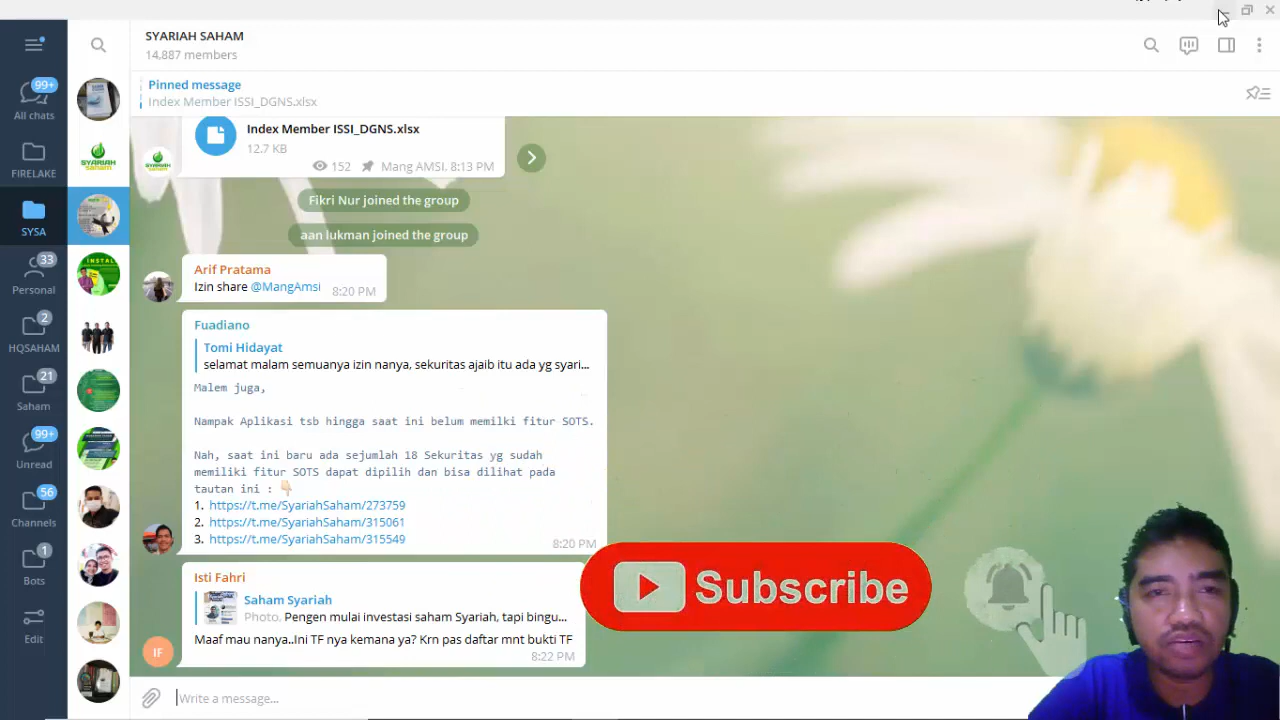 SYARIAH SAHAM
14,887 members
Pinned message
Index Member ISSI_DGNS.xlsx
99+
All chats
FIRELAKE
SYSA
33
Personal
2
HQSAHAM
21
Saham
99+
Unread
56
Channels
1
Bots
Edit
SYARIAH
saham
INSTAL
Index Member ISSI_DGNS.xlsx
12.7 KB
152 Mang AMSI. 8:13 PM
Fikri Nur joined the group
aan lukman joined the group
Arif Pratama
Izin share @MangAmsi 8:20 PM
Fuadiano
Tomi Hidayat
selamat malam semuanya izin nanya, sekuritas ajaib itu ada yg syari...
Malem juga,
Nampak Aplikasi tsb hingga saat ini belum memilki fitur SOTS.
Nah, saat ini baru ada sejumlah 18 Sekuritas yg sudah
memiliki fitur SOTS dapat dipilih dan bisa dilihat pada
tautan ini :
1. https://t.me/SyariahSaham/273759
2. https://t.me/SyariahSaham/315061
3. https://t.me/SyariahSaham/315549
8:20 PM
Isti Fahri
Saham Syariah
Photo, Pengen mulai investasi saham Syariah, tapi bingu...
Maaf mau nanya..Ini TF nya kemana ya? Krn pas daftar mnt bukti TF
IF
8:22 PM
Subscribe
Write a message...